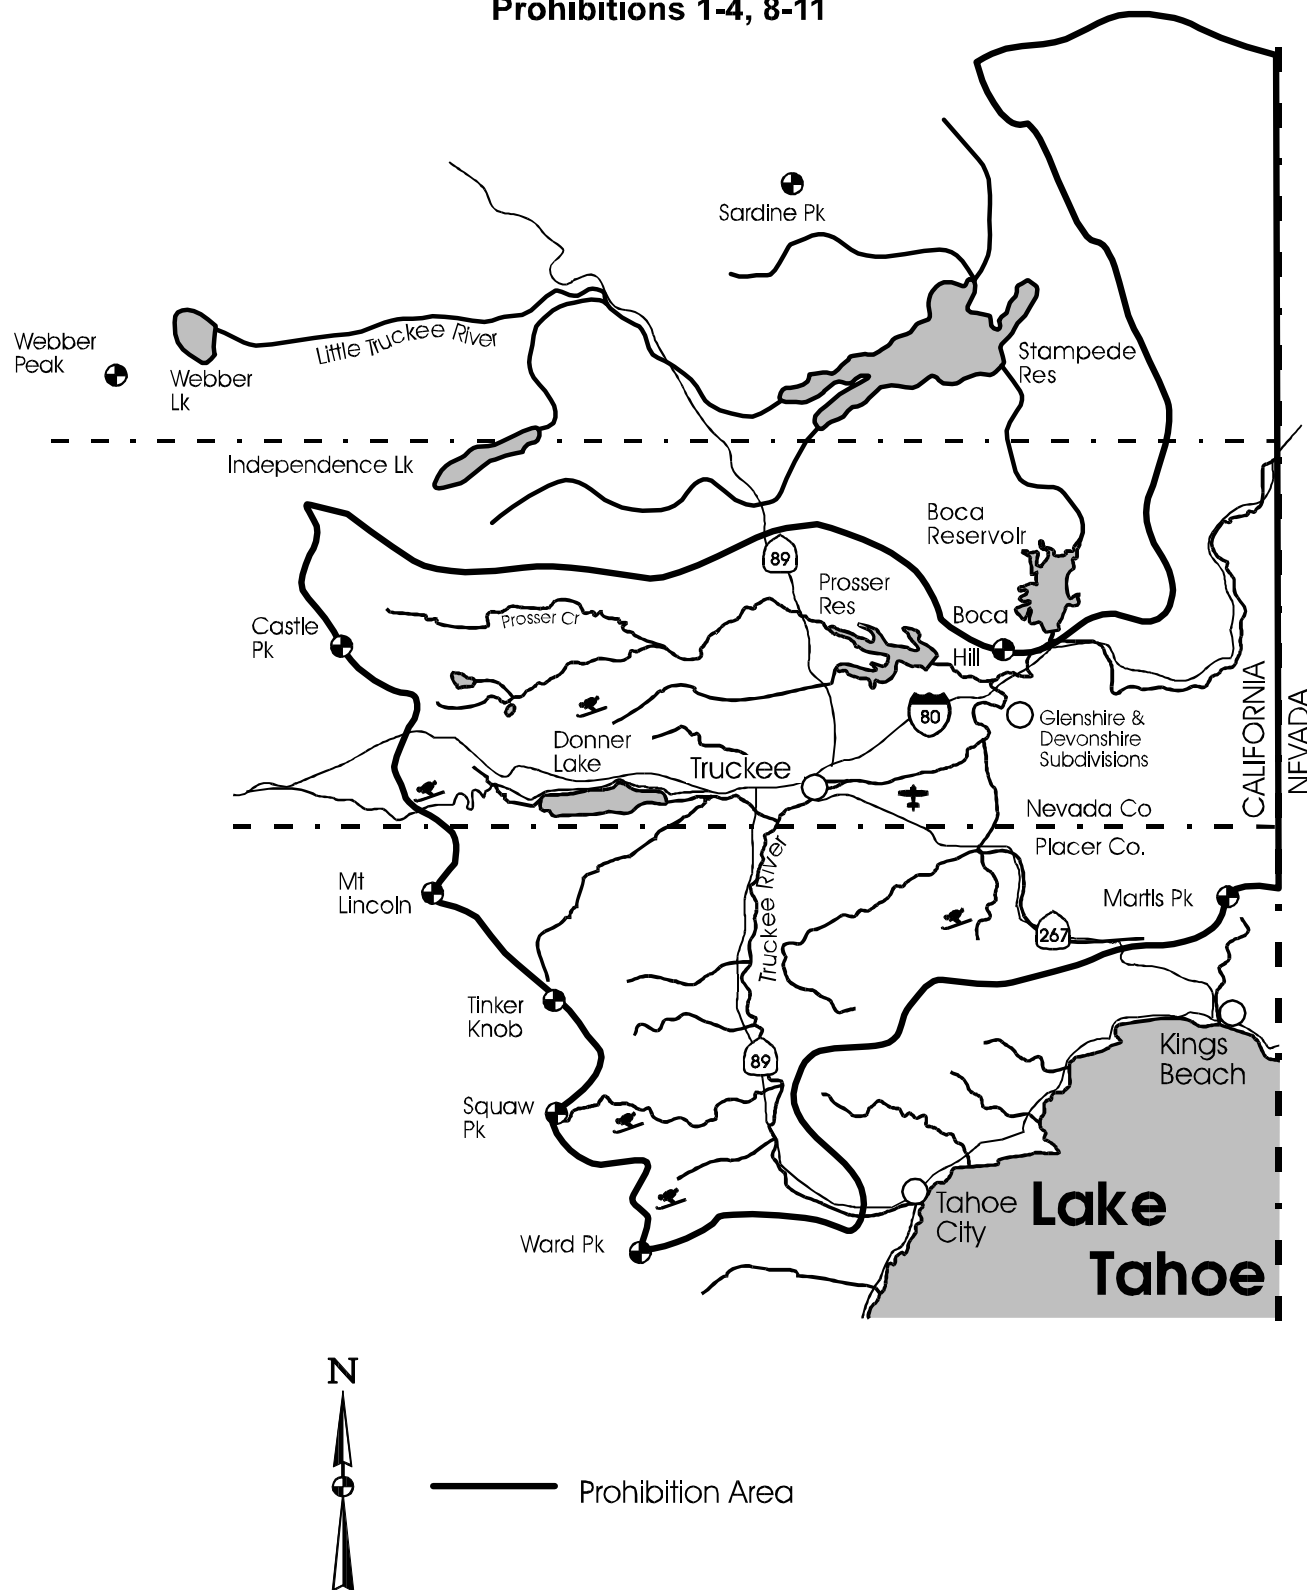 Prohibitions 1-4, 8-11
Sardine Pk
Webber
Peak
Webber
Lk
Little Truckee River
Stampede
Res
Independence Lk
Boca
Reservoir
89
Prosser
Res
Prosser Cr
Boca
Hill
Castle
Pk
80
Glenshire &
Devonshire
Subdivisions
CALIFORNIA
NEVADA
Donner
Lake
Truckee
Nevada Co
Placer Co.
Truckee River
Mt
Lincoln
Martis Pk
267
Tinker
Knob
Kings
Beach
89
Squaw
Pk
Tahoe
City
Lake
Tahoe
Ward Pk
N
Prohibition Area